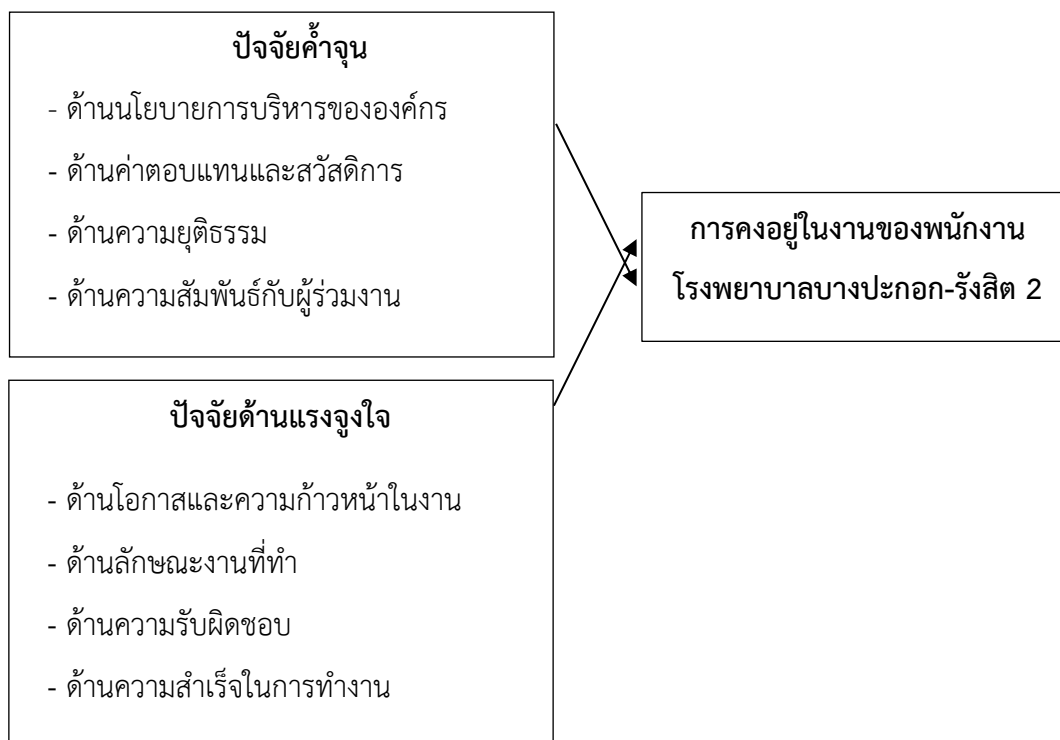 ปัจจัยค้ำจุน
- ด้านนโยบายการบริหารขององค์กร
- ด้านค่าตอบแทนและสวัสดิการ
- ด้านความยุติธรรม
- ด้านความสัมพันธ์กับผู้ร่วมงาน
การคงอยู่ในงานของพนักงาน
โรงพยาบาลบางปะกอก-รังสิต 2
ปัจจัยด้านแรงจูงใจ
- ด้านโอกาสและความก้าวหน้าในงาน
- ด้านลักษณะงานที่ทำ
- ด้านความรับผิดชอบ
- ด้านความสำเร็จในการทำงาน